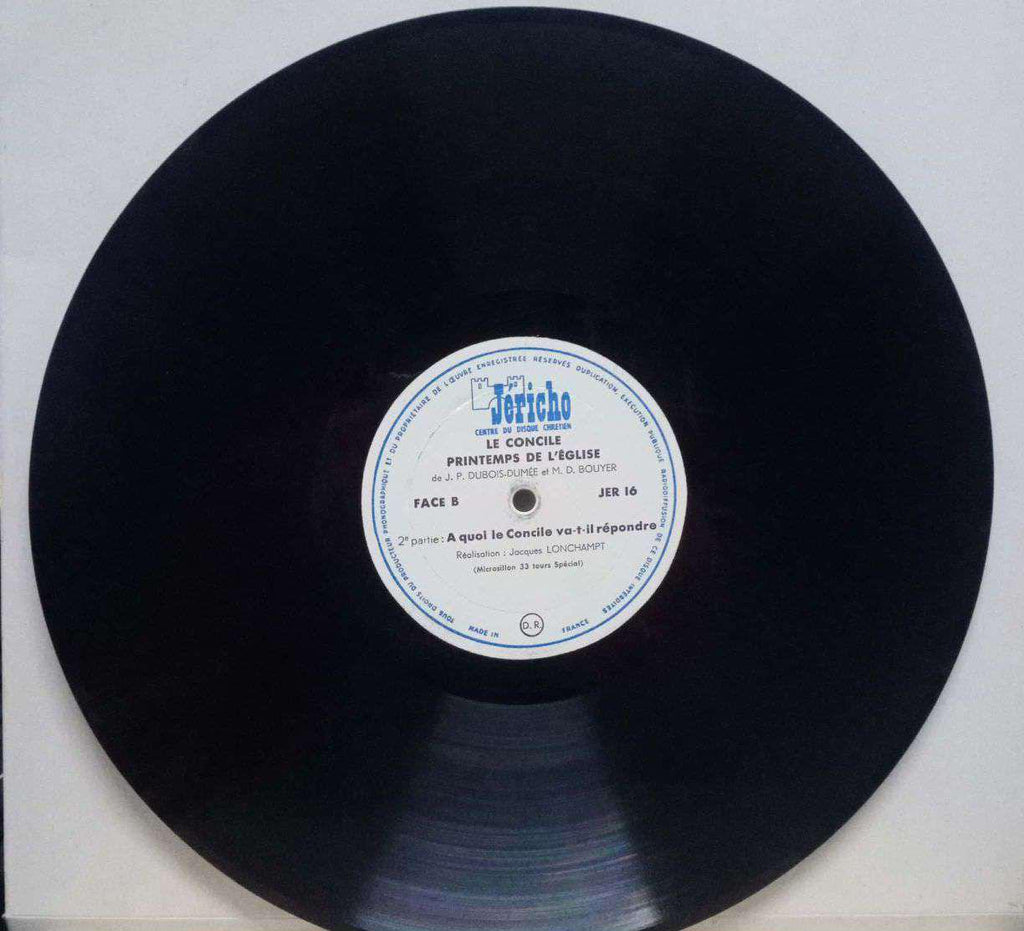 Jéricho
CENTRE DU DISQUE CHRÉTIEN
LE CONCILE
PRINTEMPS DE L'ÉGLISE
de J. P. DUBOIS-DUMÉE et M. D. BOUYER
FACE B
JER 16
2e partie : A quoi le Concile va-t-il répondre
Réalisation : Jacques LONCHAMPT
(Microsillon 33 tours Spécial)
D. R.
TOUS DROITS DU PRODUCTEUR PHONOGRAPHIQUE ET DU PROPRIÉTAIRE DE L'ŒUVRE ENREGISTRÉE RÉSERVÉS DUPLICATION EXÉCUTION PUBLIQUE RADIODIFFUSION DE CE DISQUE INTERDITES
MADE IN FRANCE